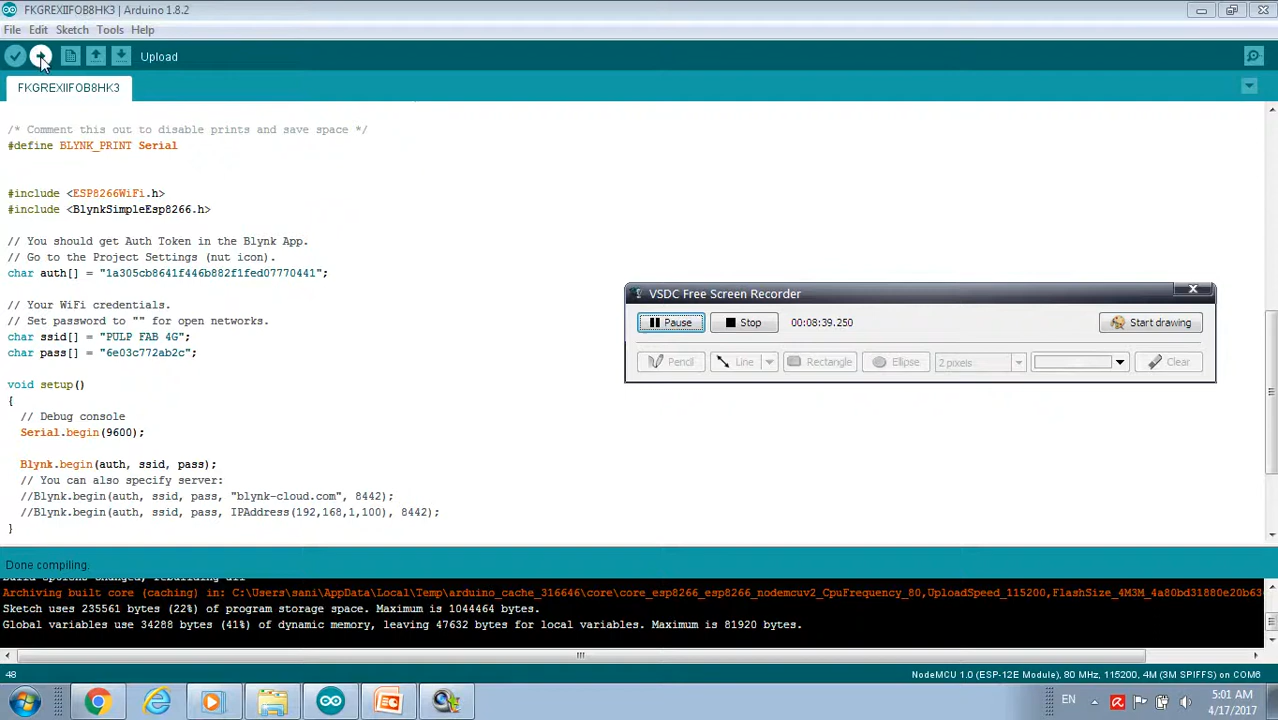 FKGREXIIFOB8HK3 | Arduino 1.8.2
File Edit Sketch Tools Help
Upload
FKGREXIIFOB8HK3
/* Comment this out to disable prints and save space */
#define BLYNK_PRINT Serial
#include <ESP8266WiFi.h>
#include <BlynkSimpleEsp8266.h>
// You should get Auth Token in the Blynk App.
// Go to the Project Settings (nut icon).
char auth[] = "1a305cb8641f446b882f1fed07770441";
// Your WiFi credentials.
// Set password to "" for open networks.
char ssid[] = "PULP FAB 4G";
char pass[] = "6e03c772ab2c";
void setup()
{
// Debug console
Serial.begin(9600);
Blynk.begin(auth, ssid, pass);
// You can also specify server:
//Blynk.begin(auth, ssid, pass, "blynk-cloud.com", 8442);
//Blynk.begin(auth, ssid, pass, IPAddress(192,168,1,100), 8442);
}
VSDC Free Screen Recorder
Pause Stop 00:08:39.250 Start drawing
Pencil Line Rectangle Ellipse 2 pixels Clear
Done compiling.
Build options changed, rebuilding all
Archiving built core (caching) in: C:\Users\sani\AppData\Local\Temp\arduino_cache_316646\core\core_esp8266_esp8266_nodemcuv2_CpuFrequency_80,UploadSpeed_115200,FlashSize_4M3M_4a80bd31880e20b63
Sketch uses 235561 bytes (22%) of program storage space. Maximum is 1044464 bytes.
Global variables use 34288 bytes (41%) of dynamic memory, leaving 47632 bytes for local variables. Maximum is 81920 bytes.
48 NodeMCU 1.0 (ESP-12E Module), 80 MHz, 115200, 4M (3M SPIFFS) on COM6
EN
5:01 AM
4/17/2017